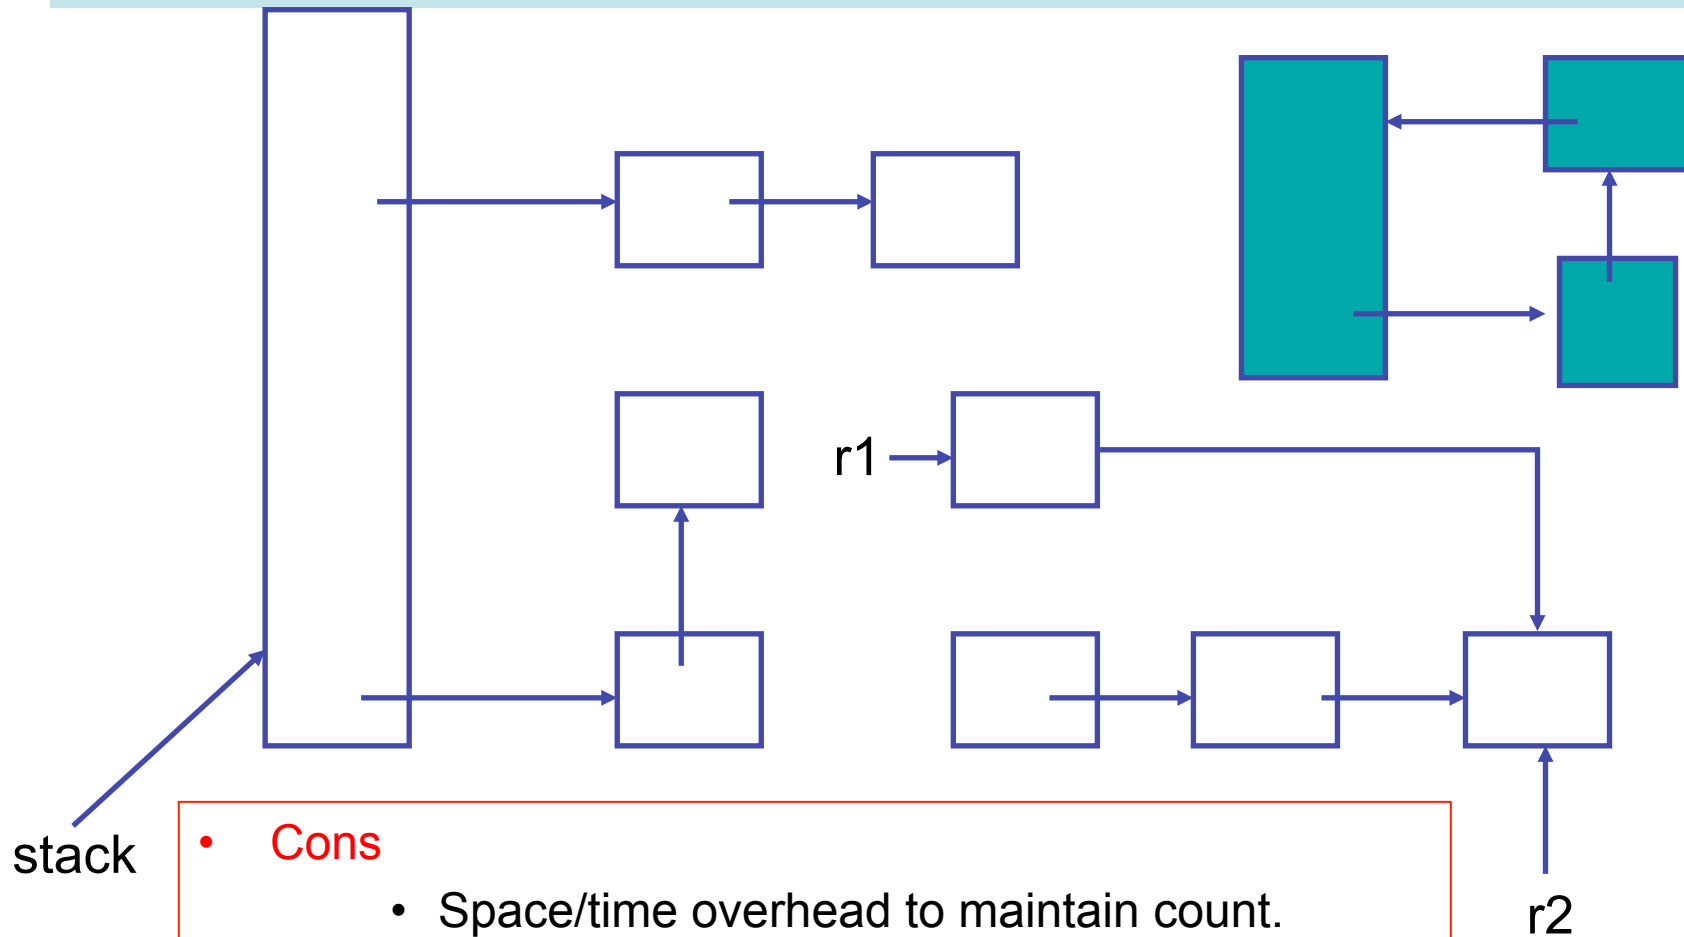 r1
stack
• Cons
• Space/time overhead to maintain count.
r2